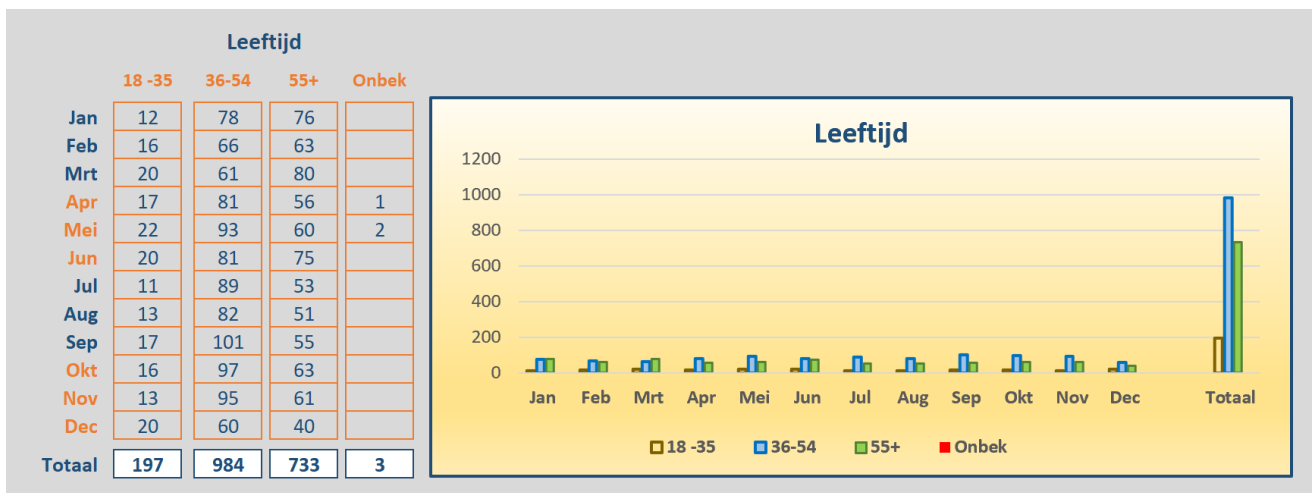 Leeftijd
18 -35 36-54 55+ Onbek
Jan 12 78 76
Feb 16 66 63
Mrt 20 61 80
Apr 17 81 56 1
Mei 22 93 60 2
Jun 20 81 75
Jul 11 89 53
Aug 13 82 51
Sep 17 101 55
Okt 16 97 63
Nov 13 95 61
Dec 20 60 40
Totaal 197 984 733 3
Leeftijd
1200
1000
800
600
400
200
0
Jan Feb Mrt Apr Mei Jun Jul Aug Sep Okt Nov Dec Totaal
18 -35 36-54 55+ Onbek